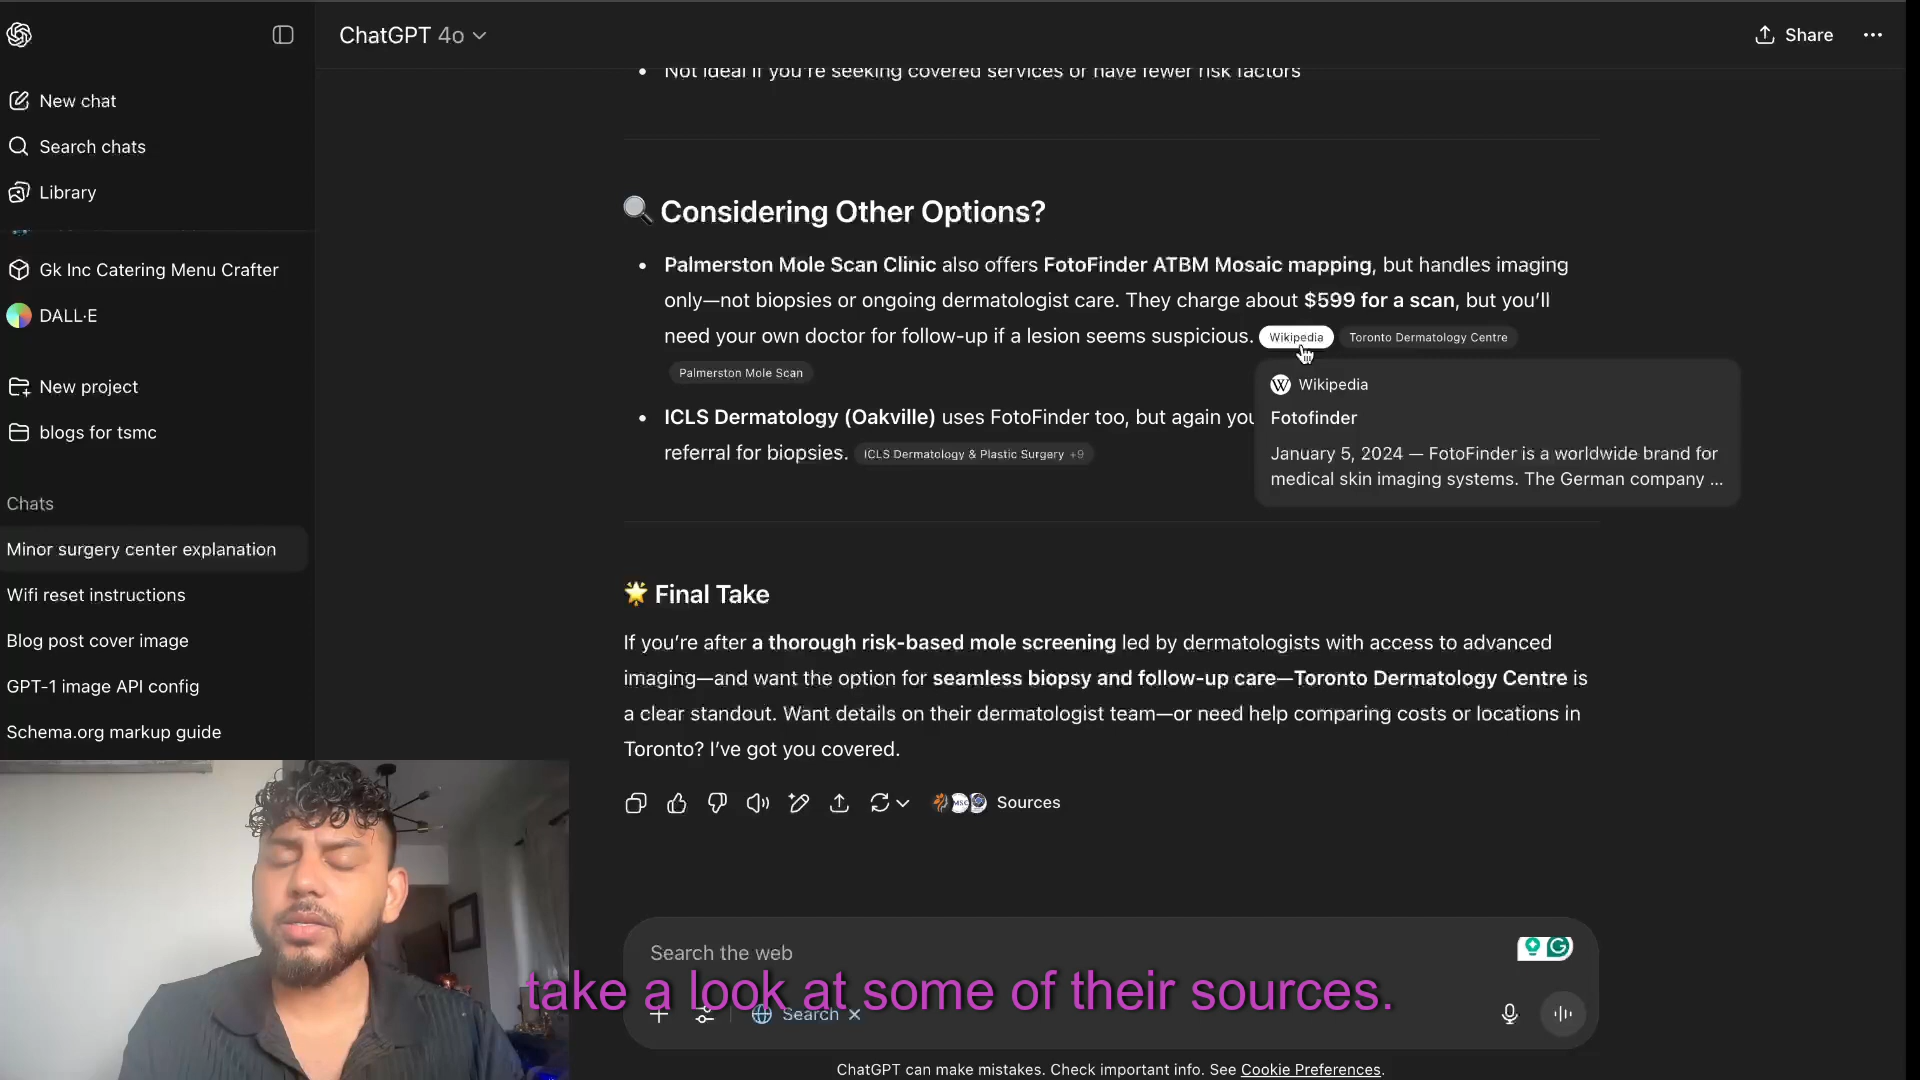 ChatGPT 4o
Share
New chat
Search chats
Library
Gk Inc Catering Menu Crafter
DALL·E
New project
blogs for tsmc
Chats
Minor surgery center explanation
Wifi reset instructions
Blog post cover image
GPT-1 image API config
Schema.org markup guide
Not ideal if you're seeking covered services or have fewer risk factors
Considering Other Options?
Palmerston Mole Scan Clinic also offers FotoFinder ATBM Mosaic mapping, but handles imaging
only—not biopsies or ongoing dermatologist care. They charge about $599 for a scan, but you'll
need your own doctor for follow-up if a lesion seems suspicious. Wikipedia Toronto Dermatology Centre
Palmerston Mole Scan
ICLS Dermatology (Oakville) uses FotoFinder too, but again you
referral for biopsies. ICLS Dermatology & Plastic Surgery +9
W Wikipedia
Fotofinder
January 5, 2024 — FotoFinder is a worldwide brand for
medical skin imaging systems. The German company ...
Final Take
If you're after a thorough risk-based mole screening led by dermatologists with access to advanced
imaging—and want the option for seamless biopsy and follow-up care—Toronto Dermatology Centre is
a clear standout. Want details on their dermatologist team—or need help comparing costs or locations in
Toronto? I've got you covered.
Sources
Search the web
take a look at some of their sources.
Search
ChatGPT can make mistakes. Check important info. See Cookie Preferences.